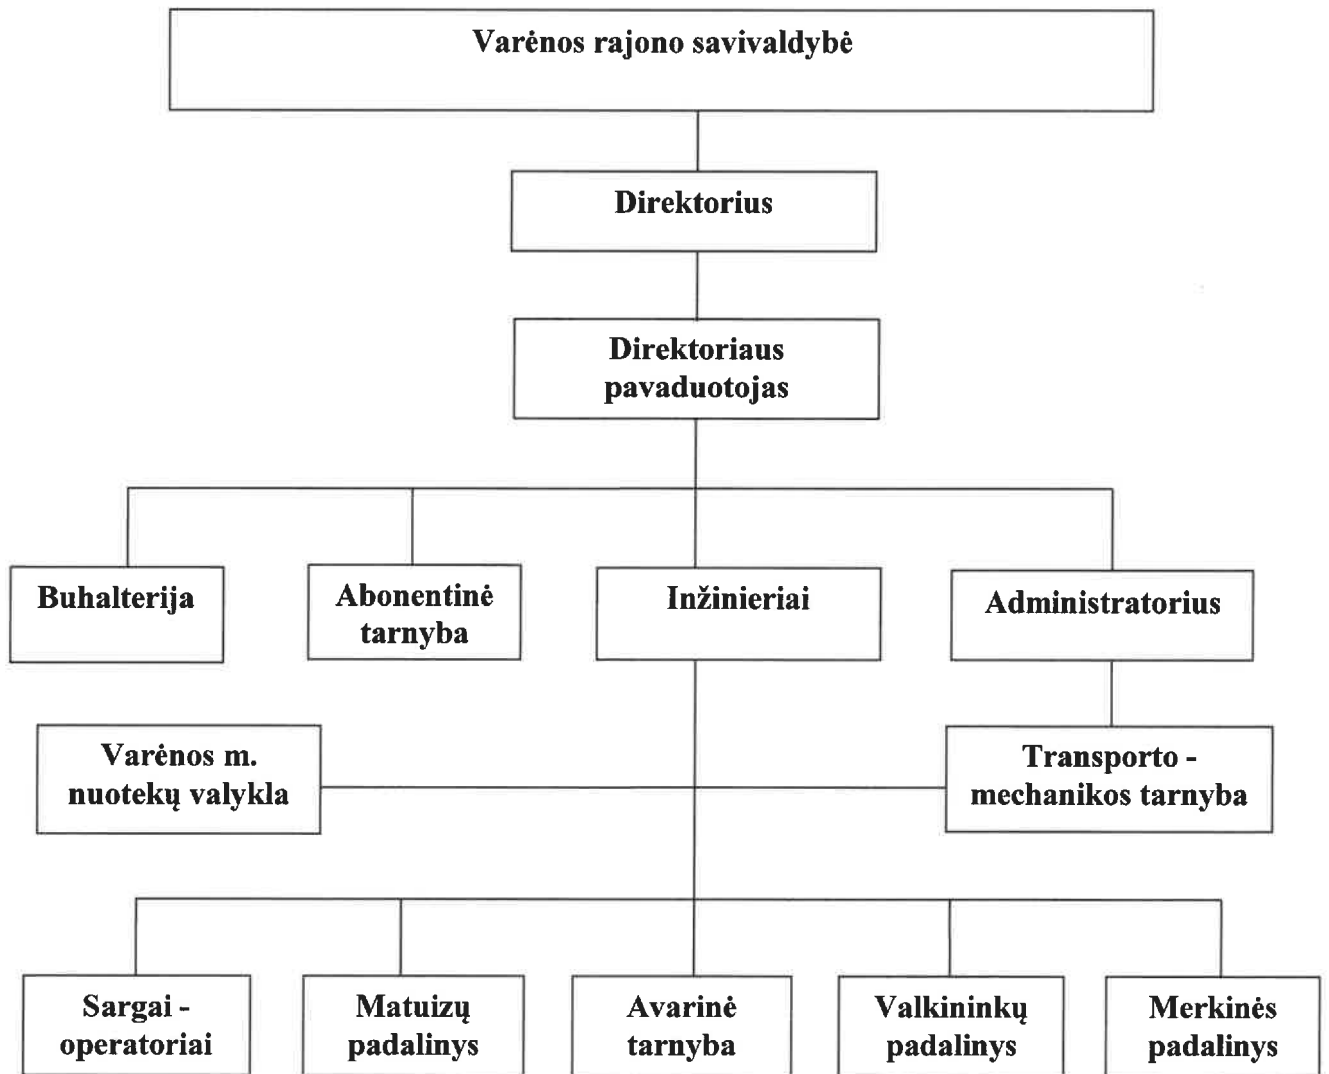 Varėnos rajono savivaldybė
Direktorius
Direktoriaus
pavaduotojas
Buhalterija
Abonentinė
tarnyba
Inžinieriai
Administratorius
Varėnos m.
nuotekų valykla
Transporto -
mechanikos tarnyba
Sargai -
operatoriai
Matuizų
padalinys
Avarinė
tarnyba
Valkininkų
padalinys
Merkinės
padalinys